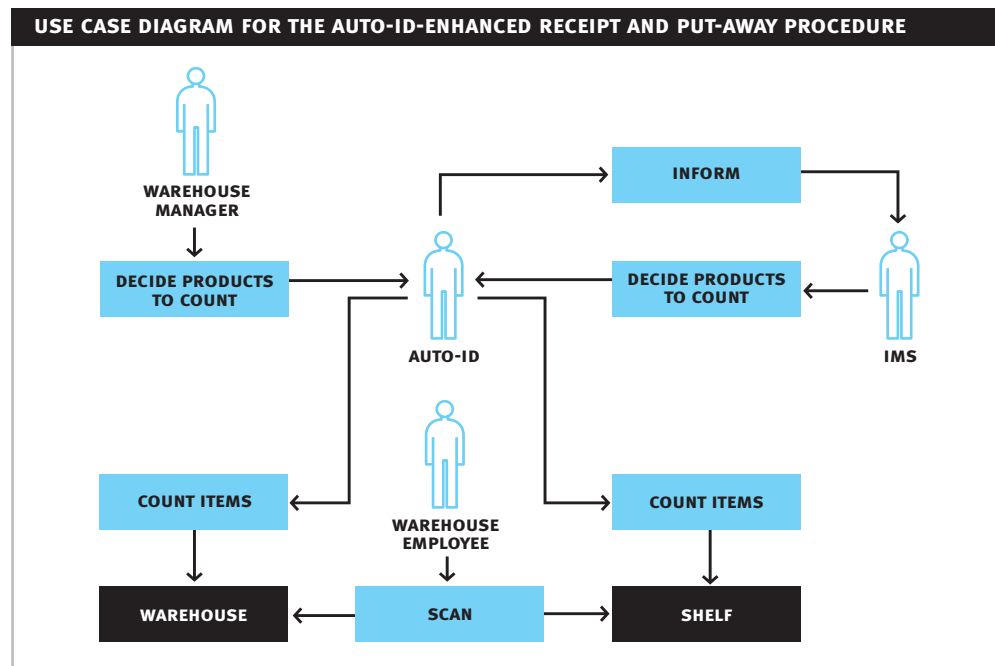 USE CASE DIAGRAM FOR THE AUTO-ID-ENHANCED RECEIPT AND PUT-AWAY PROCEDURE
WAREHOUSE
MANAGER
INFORM
DECIDE PRODUCTS
TO COUNT
AUTO-ID
DECIDE PRODUCTS
TO COUNT
IMS
COUNT ITEMS
WAREHOUSE
EMPLOYEE
COUNT ITEMS
WAREHOUSE
SCAN
SHELF